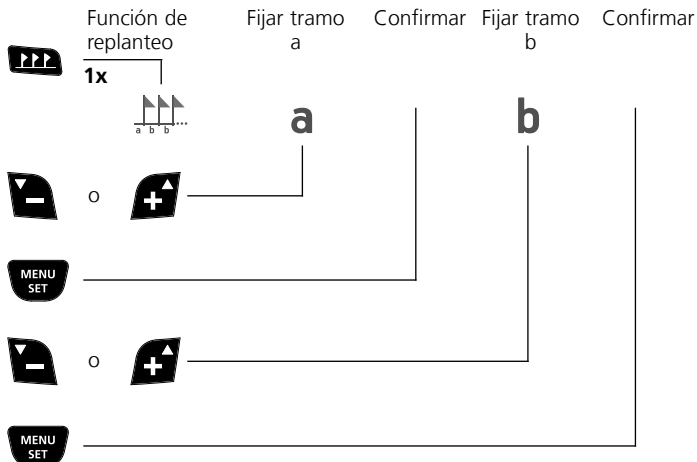 Función de replanteo
Fijar tramo a
Confirmar
Fijar tramo b
Confirmar
1x
a b b ...
a
b
o
MENU
SET
o
MENU
SET